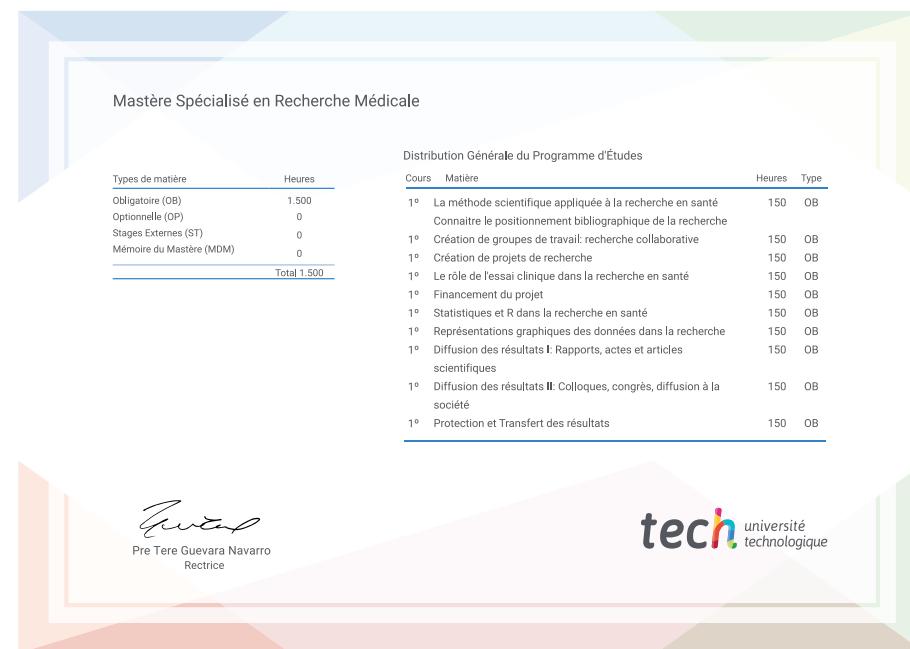 Mastère Spécialisé en Recherche Médicale
Types de matière Heures
Obligatoire (OB) 1.500
Optionnelle (OP) 0
Stages Externes (ST) 0
Mémoire du Mastère (MDM) 0
Total 1.500
Distribution Générale du Programme d'Études
Cours Matière Heures Type
1º La méthode scientifique appliquée à la recherche en santé 150 OB
Connaitre le positionnement bibliographique de la recherche
1º Création de groupes de travail: recherche collaborative 150 OB
1º Création de projets de recherche 150 OB
1º Le rôle de l'essai clinique dans la recherche en santé 150 OB
1º Financement du projet 150 OB
1º Statistiques et R dans la recherche en santé 150 OB
1º Représentations graphiques des données dans la recherche 150 OB
1º Diffusion des résultats I: Rapports, actes et articles 150 OB
scientifiques
1º Diffusion des résultats II: Colloques, congrès, diffusion à la 150 OB
société
1º Protection et Transfert des résultats 150 OB
Pre Tere Guevara Navarro
Rectrice
tech université
technologique